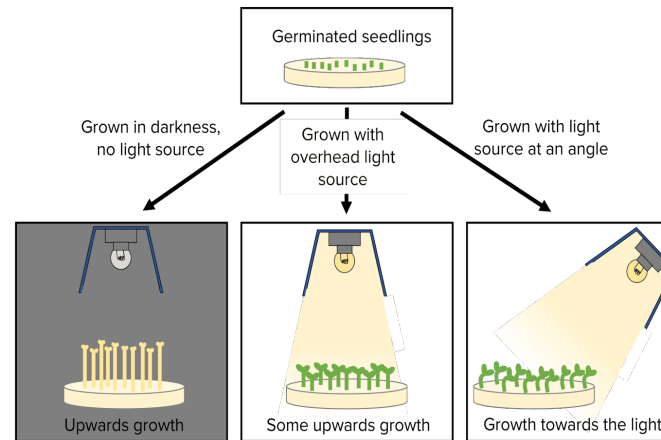 Germinated seedlings
Grown in darkness,
no light source
Grown with
overhead light
source
Grown with light
source at an angle
Upwards growth
Some upwards growth
Growth towards the light